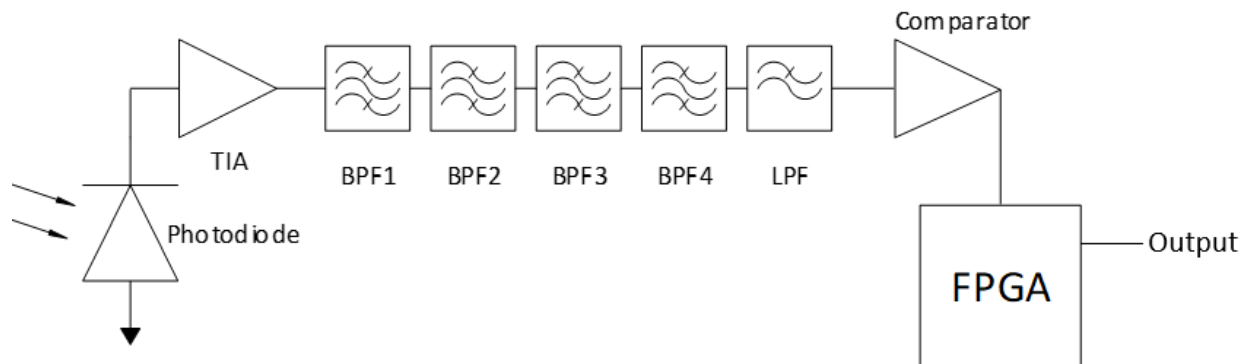 Comparator
TIA
BPF1
BPF2
BPF3
BPF4
LPF
Photodiode
Output
FPGA